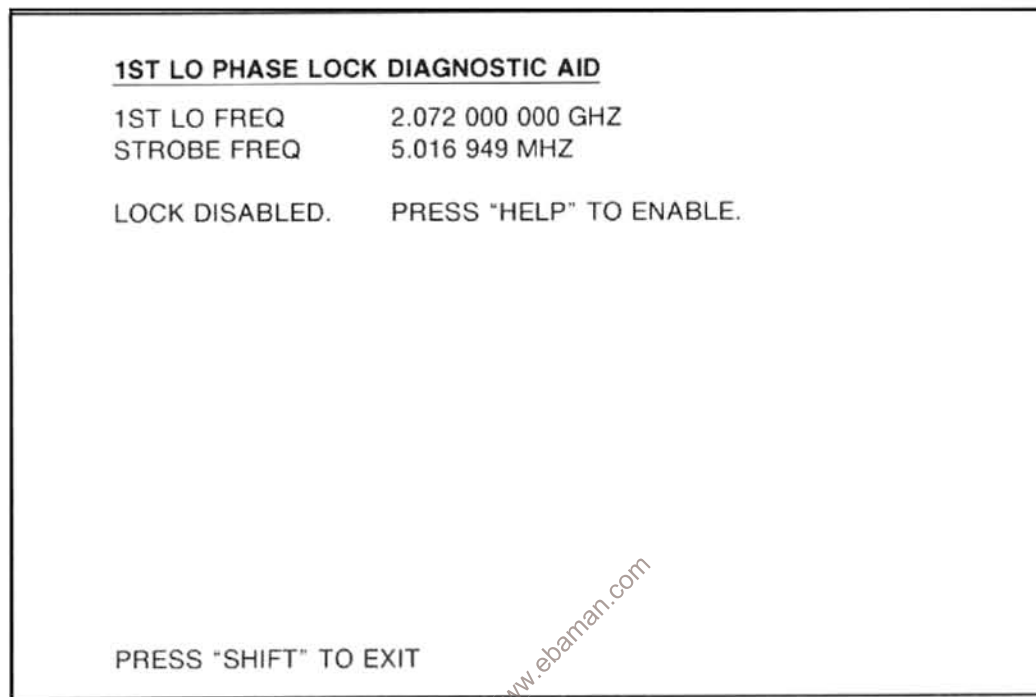 1ST LO PHASE LOCK DIAGNOSTIC AID
1ST LO FREQ 2.072 000 000 GHZ
STROBE FREQ 5.016 949 MHZ
LOCK DISABLED. PRESS "HELP" TO ENABLE.
www.ebaman.com
PRESS "SHIFT" TO EXIT